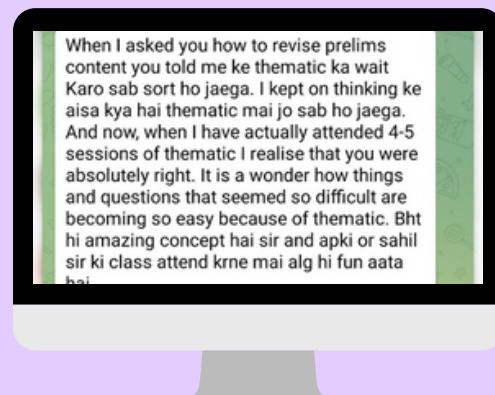 When I asked you how to revise prelims
content you told me ke thematic ka wait
Karo sab sort ho jaega. I kept on thinking ke
aisa kya hai thematic mai jo sab ho jaega.
And now, when I have actually attended 4-5
sessions of thematic I realise that you were
absolutely right. It is a wonder how things
and questions that seemed so difficult are
becoming so easy because of thematic. Bht
hi amazing concept hai sir and apki or sahil
sir ki class attend krne mai alg hi fun aata
hai